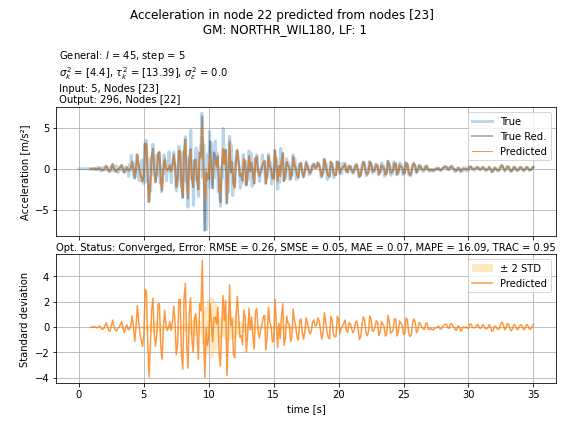 Acceleration in node 22 predicted from nodes [23]
GM: NORTHR_WIL180, LF: 1
General: l = 45, step = 5
σ²ₖ = [4.4], τ²ₖ = [13.39], σ²ε = 0.0
Input: 5, Nodes [23]
Output: 296, Nodes [22]
Acceleration [m/s²]
5
0
−5
True
True Red.
Predicted
Opt. Status: Converged, Error: RMSE = 0.26, SMSE = 0.05, MAE = 0.07, MAPE = 16.09, TRAC = 0.95
Standard deviation
4
2
0
−2
−4
± 2 STD
Predicted
0 5 10 15 20 25 30 35
time [s]